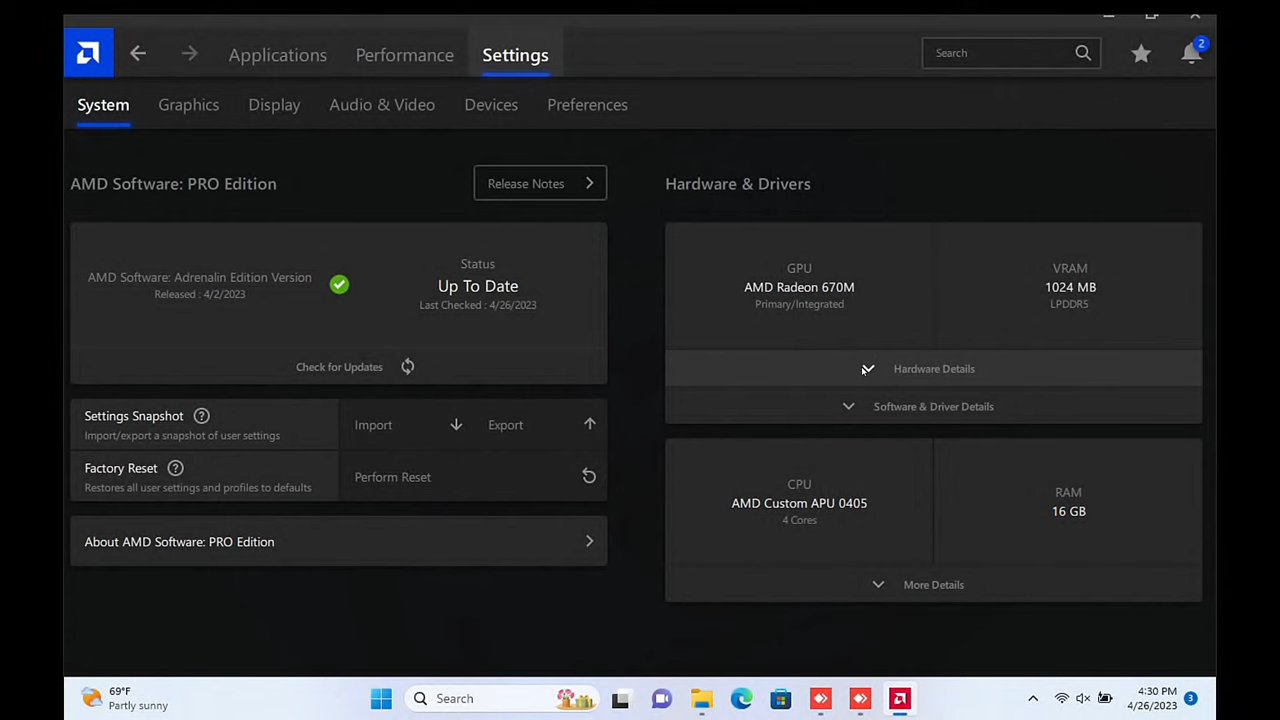 Applications Performance Settings
Search
2
System Graphics Display Audio & Video Devices Preferences
AMD Software: PRO Edition
Release Notes
AMD Software: Adrenalin Edition Version
Released : 4/2/2023
Status
Up To Date
Last Checked : 4/26/2023
Check for Updates
Settings Snapshot ?
Import/export a snapshot of user settings
Import
Export
Factory Reset ?
Restores all user settings and profiles to defaults
Perform Reset
About AMD Software: PRO Edition
Hardware & Drivers
GPU
AMD Radeon 670M
Primary/Integrated
VRAM
1024 MB
LPDDR5
Hardware Details
Software & Driver Details
CPU
AMD Custom APU 0405
4 Cores
RAM
16 GB
More Details
69°F
Partly sunny
Search
4:30 PM
4/26/2023
3